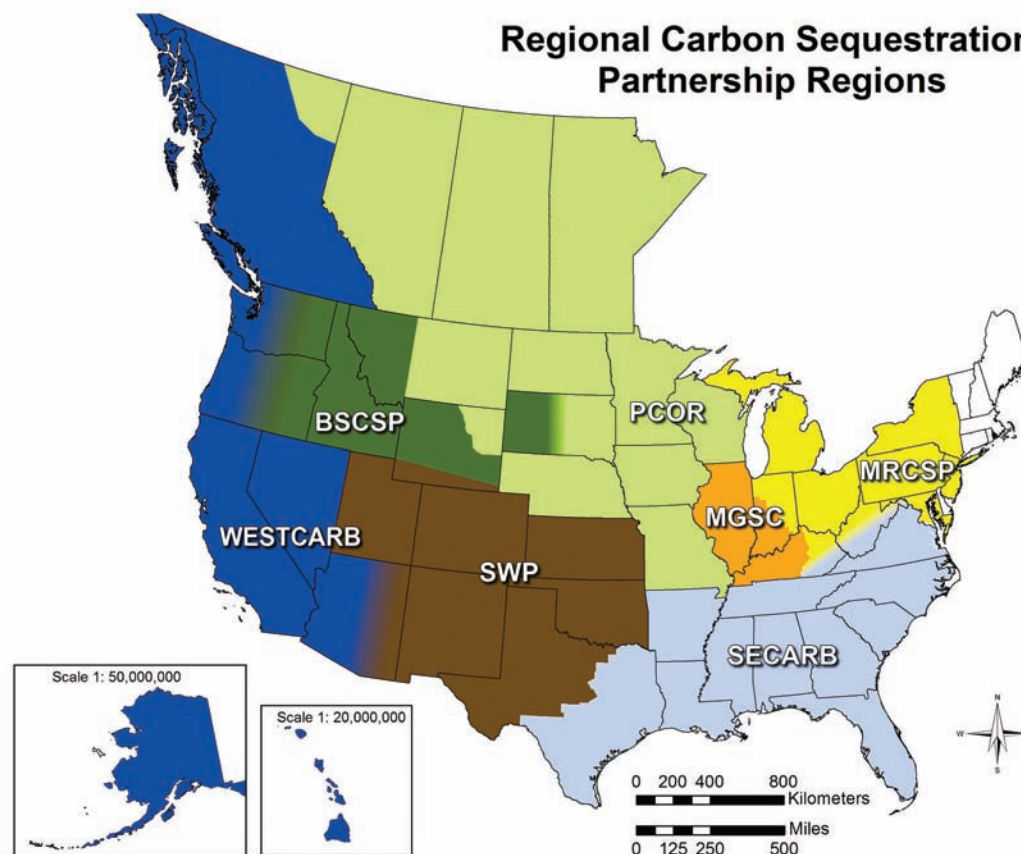 Regional Carbon Sequestration
Partnership Regions
BSCSP
PCOR
MRCSP
MGSC
WESTCARB
SWP
SECARB
Scale 1: 50,000,000
Scale 1: 20,000,000
N
W
S
0 200 400 800
Kilometers
Miles
0 125 250 500